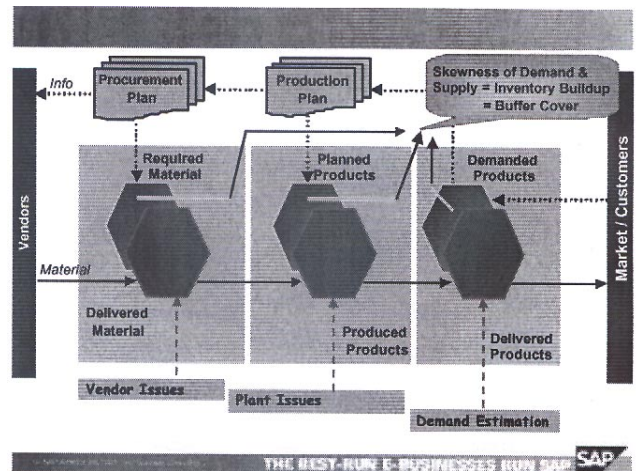 Info
Procurement
Plan
Production
Plan
Skewness of Demand &
Supply = Inventory Buildup
= Buffer Cover
Vendors
Required
Material
Planned
Products
Demanded
Products
Market / Customers
Material
Delivered
Material
Produced
Products
Delivered
Products
Vendor Issues
Plant Issues
Demand Estimation
THE BEST-RUN E-BUSINESSES RUN SAP
SAP